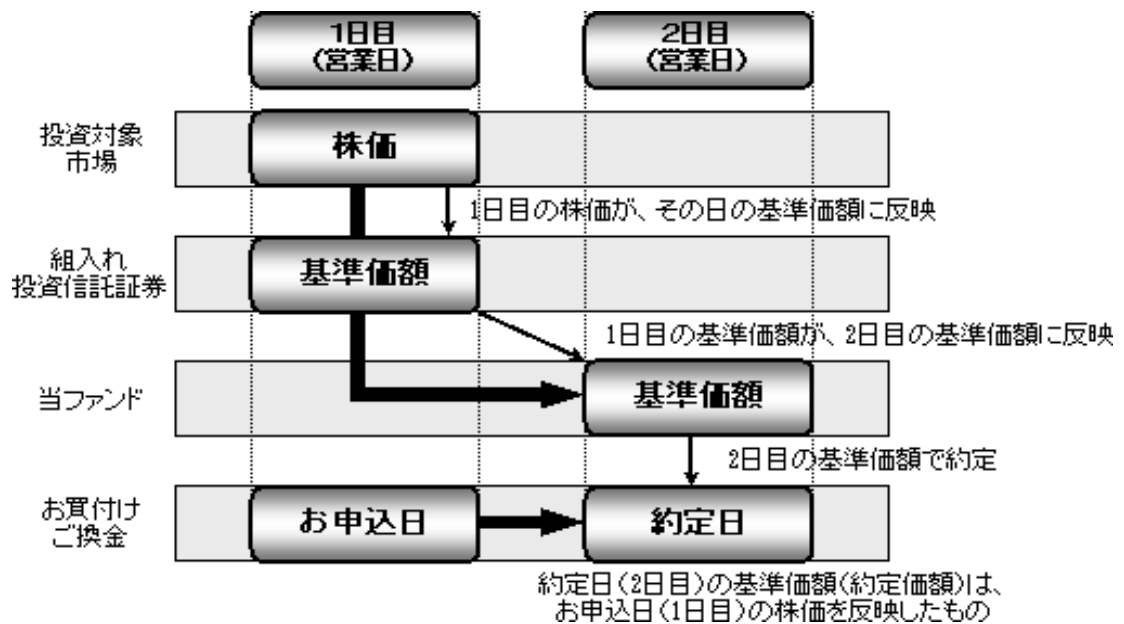 1日目
(営業日)
2日目
(営業日)
投資対象
市場
株価
1日目の株価が、その日の基準価額に反映
組入れ
投資信託証券
基準価額
1日目の基準価額が、2日目の基準価額に反映
当ファンド
基準価額
2日目の基準価額で約定
お買付け
ご換金
お申込日
約定日
約定日(2日目)の基準価額(約定価額)は、
お申込日(1日目)の株価を反映したもの